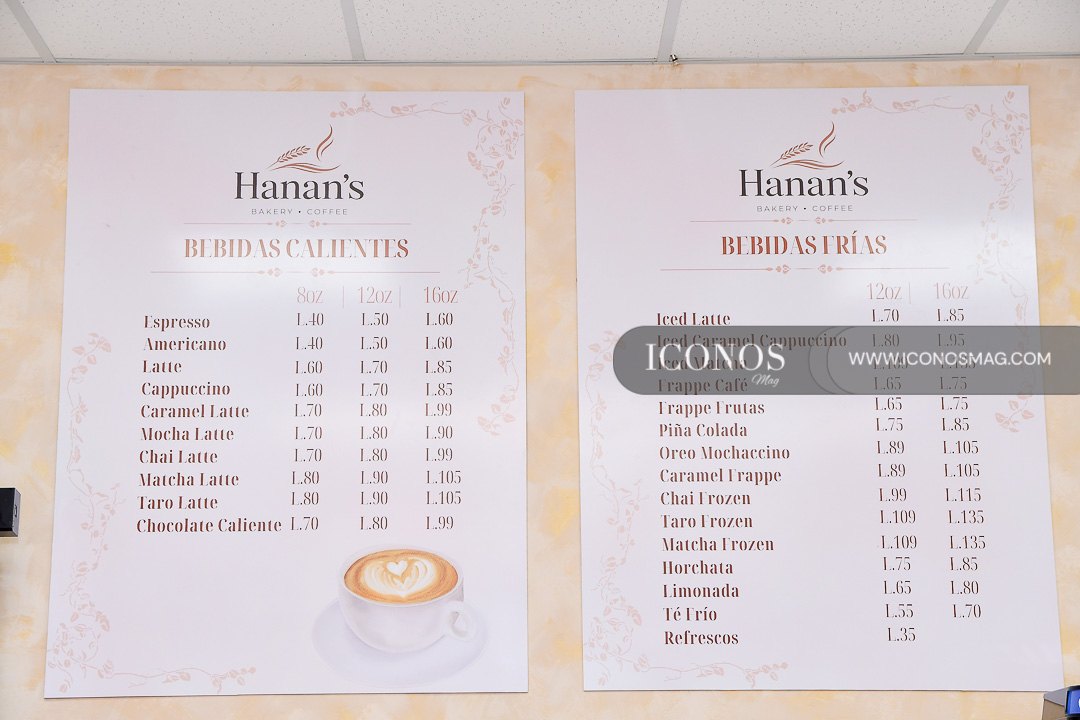 Hanan's
BAKERY • COFFEE
BEBIDAS CALIENTES
8oz | 12oz | 16oz
Espresso L.40 L.50 L.60
Americano L.40 L.50 L.60
Latte L.60 L.70 L.85
Cappuccino L.60 L.70 L.85
Caramel Latte L.70 L.80 L.99
Mocha Latte L.70 L.80 L.90
Chai Latte L.70 L.80 L.99
Matcha Latte L.80 L.90 L.105
Taro Latte L.80 L.90 L.105
Chocolate Caliente L.70 L.80 L.99
Hanan's
BAKERY • COFFEE
BEBIDAS FRÍAS
12oz | 16oz
Iced Latte L.70 L.85
Iced Caramel Cappuccino L.80 L.95
Iced Matcha
Frappe Café L.65 L.75
Frappe Frutas L.65 L.75
Piña Colada L.75 L.85
Oreo Mochaccino L.89 L.105
Caramel Frappe L.89 L.105
Chai Frozen L.99 L.115
Taro Frozen L.109 L.135
Matcha Frozen L.109 L.135
Horchata L.75 L.85
Limonada L.65 L.80
Té Frío L.55 L.70
Refrescos L.35
ICONOS
Mag
WWW.ICONOSMAG.COM